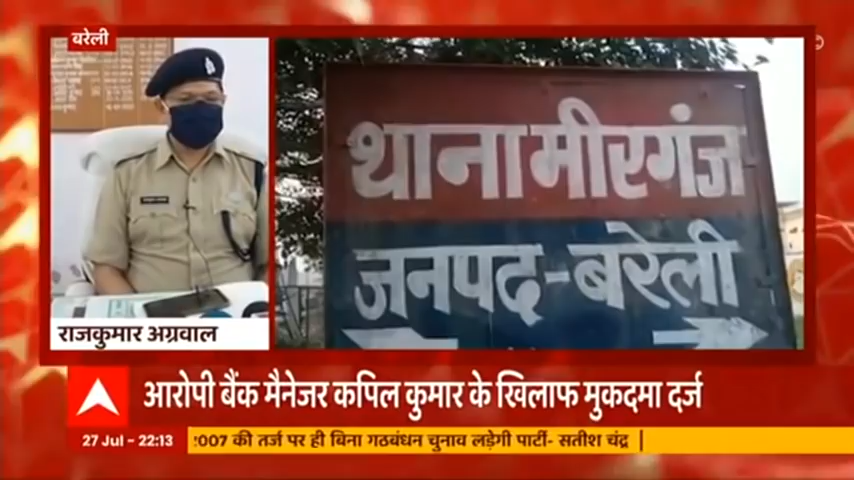 बरेली
थाना मीरगंज
जनपद-बरेली
राजकुमार अग्रवाल
आरोपी बैंक मैनेजर कपिल कुमार के खिलाफ मुकदमा दर्ज
27 Jul - 22:13
2007 की तर्ज पर ही बिना गठबंधन चुनाव लड़ेगी पार्टी- सतीश चंद्र